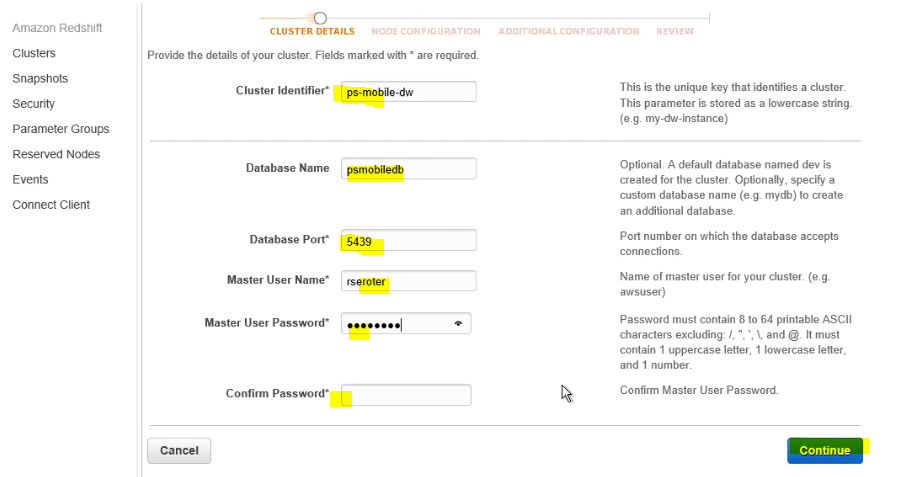 Amazon Redshift
Clusters
Snapshots
Security
Parameter Groups
Reserved Nodes
Events
Connect Client
CLUSTER DETAILS NODE CONFIGURATION ADDITIONAL CONFIGURATION REVIEW
Provide the details of your cluster. Fields marked with * are required.
Cluster Identifier* ps-mobile-dw
This is the unique key that identifies a cluster.
This parameter is stored as a lowercase string.
(e.g. my-dw-instance)
Database Name psmobiledb
Optional. A default database named dev is
created for the cluster. Optionally, specify a
custom database name (e.g. mydb) to create
an additional database.
Database Port* 5439
Port number on which the database accepts
connections.
Master User Name* rseroter
Name of master user for your cluster. (e.g.
awsuser)
Master User Password* ●●●●●●●●
Password must contain 8 to 64 printable ASCII
characters excluding: /, ", ', \, and @. It must
contain 1 uppercase letter, 1 lowercase letter,
and 1 number.
Confirm Password*
Confirm Master User Password.
Cancel Continue